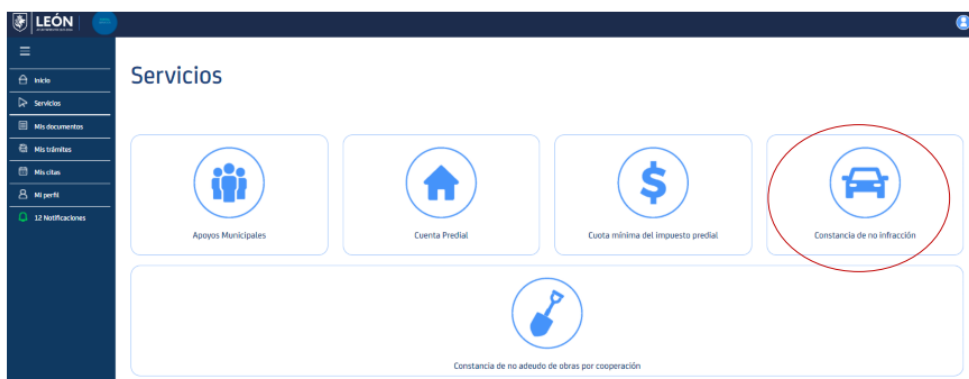 LEÓN
Servicios
Inicio
Servicios
Mis documentos
Mis trámites
Mis citas
Mi perfil
12 Notificaciones
Apoyos Municipales
Cuenta Predial
Cuota mínima del impuesto predial
Constancia de no infracción
Constancia de no adeudo de obras por cooperación